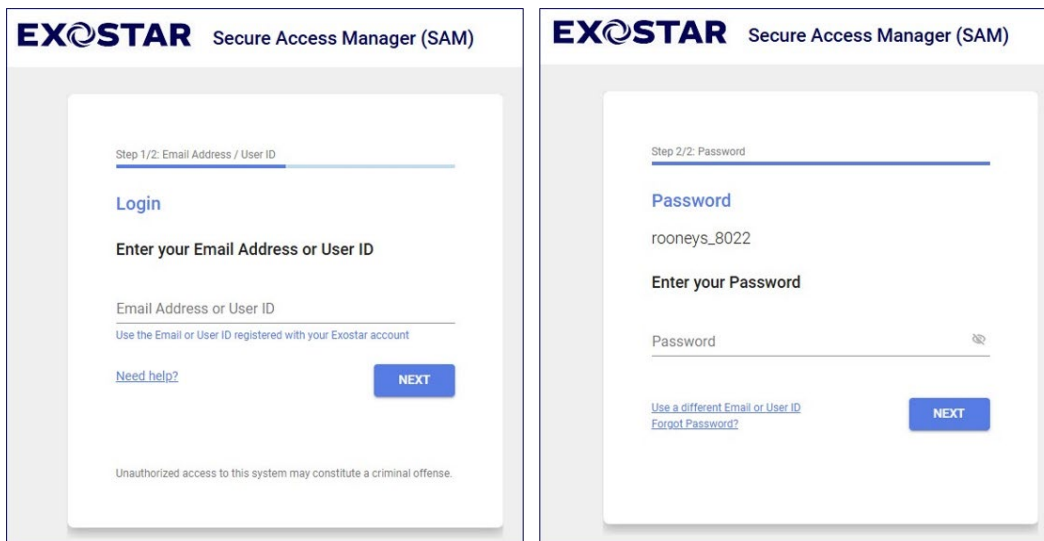 EXOSTAR Secure Access Manager (SAM)
Step 1/2: Email Address / User ID
Login
Enter your Email Address or User ID
Email Address or User ID
Use the Email or User ID registered with your Exostar account
Need help?
NEXT
Unauthorized access to this system may constitute a criminal offense.
EXOSTAR Secure Access Manager (SAM)
Step 2/2: Password
Password
rooneys_8022
Enter your Password
Password
Use a different Email or User ID
Forgot Password?
NEXT